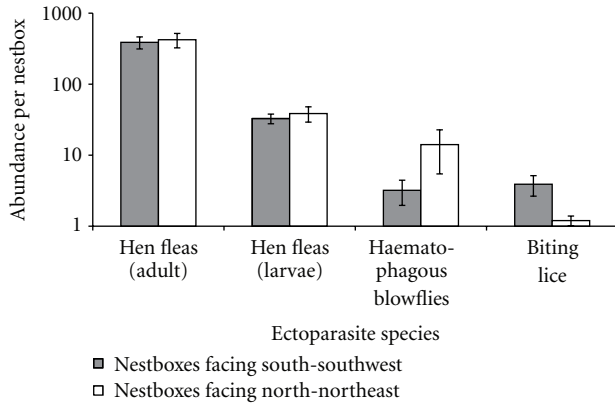 Abundance per nestbox
1000
100
10
1
Hen fleas
(adult)
Hen fleas
(larvae)
Haemato-
phagous
blowflies
Biting
lice
Ectoparasite species
Nestboxes facing south-southwest
Nestboxes facing north-northeast